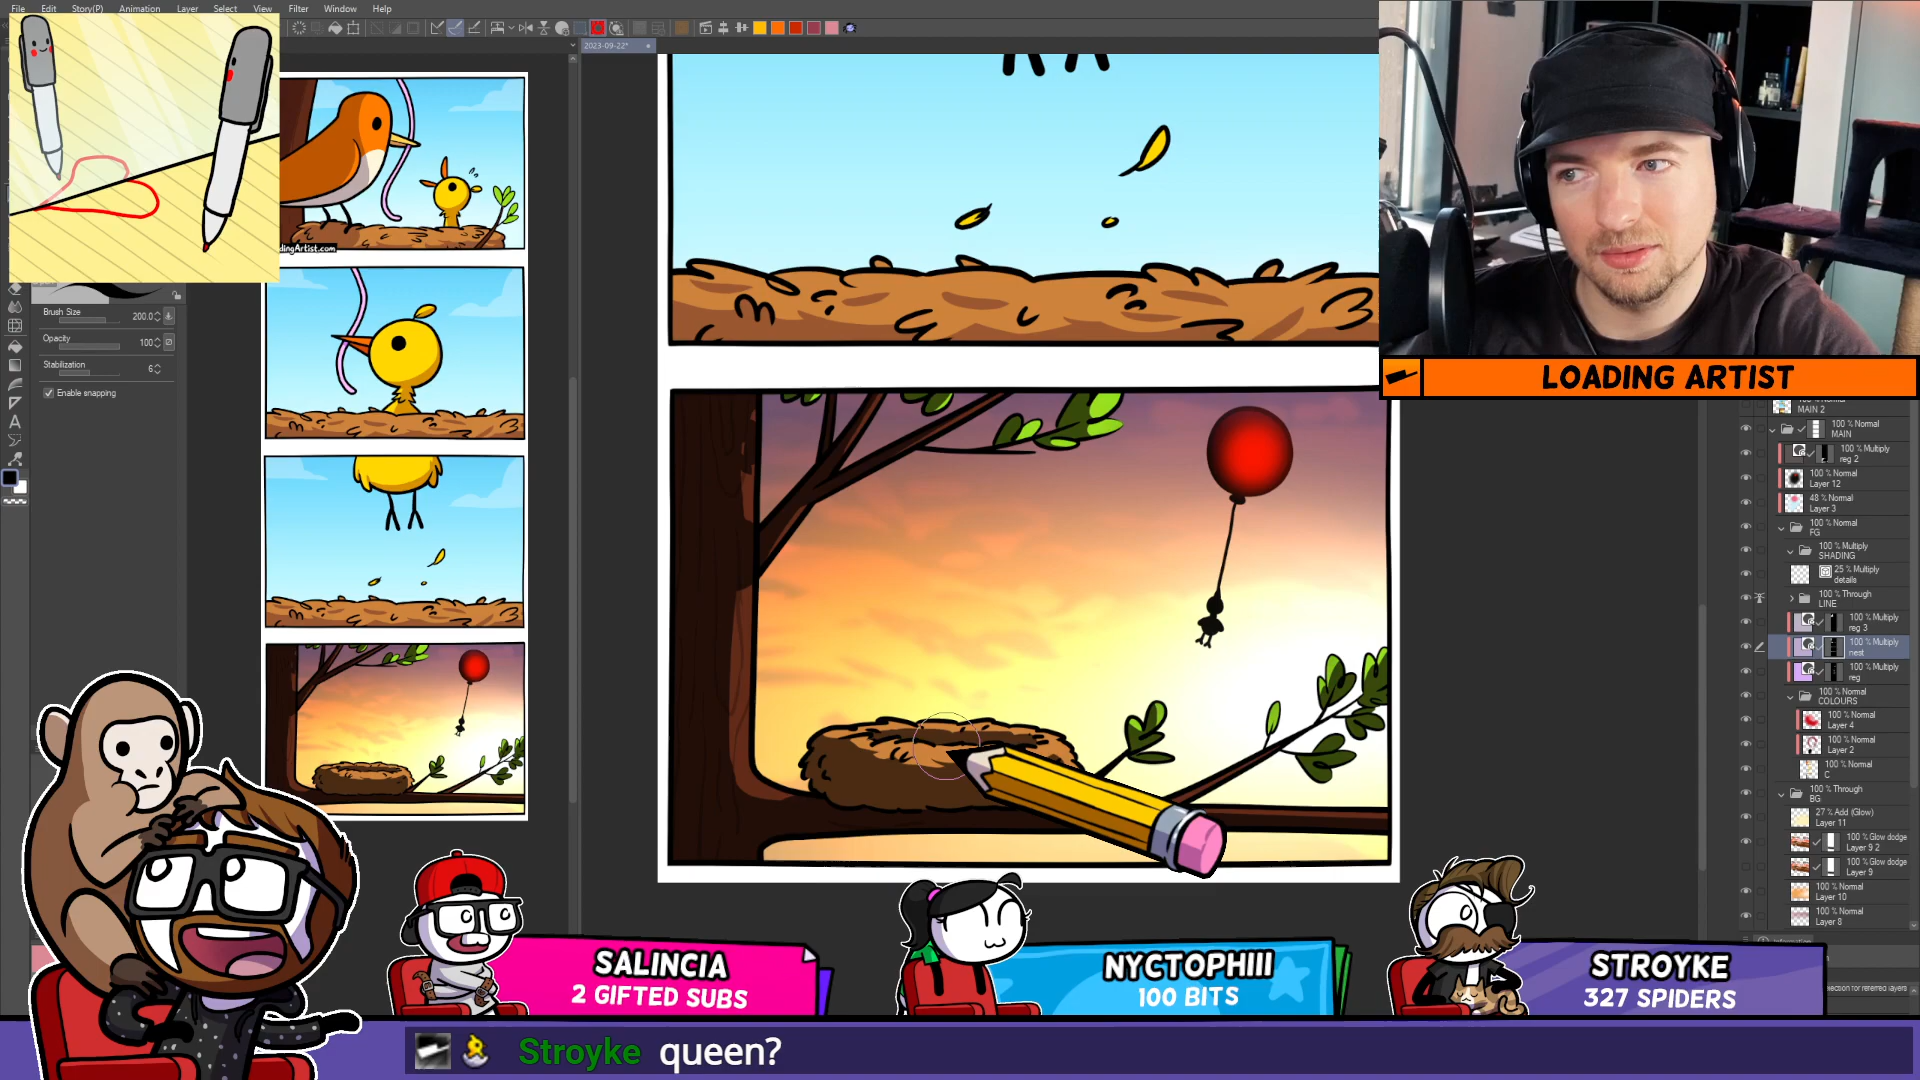 File Edit Story(P) Animation Layer Select View Filter Window Help
2023-09-22*
dingArtist.com
Brush Size 200.0
Opacity 100
Stabilization 6
Enable snapping
LOADING ARTIST
MAIN 2
100 % Normal
MAIN
100 % Multiply
reg 2
100 % Normal
Layer 12
48 % Normal
Layer 3
100 % Normal
FG
100 % Multiply
SHADING
25 % Multiply
details
100 % Through
LINE
100 % Multiply
reg 3
100 % Multiply
nest
100 % Multiply
reg
100 % Normal
COLOURS
100 % Normal
Layer 4
100 % Normal
Layer 2
100 % Normal
C
100 % Through
BG
27 % Add (Glow)
Layer 11
100 % Glow dodge
Layer 9 2
100 % Glow dodge
Layer 9
100 % Normal
Layer 10
100 % Normal
Layer 8
SALINCIA
2 GIFTED SUBS
NYCTOPHIII
100 BITS
STROYKE
327 SPIDERS
Stroyke queen?